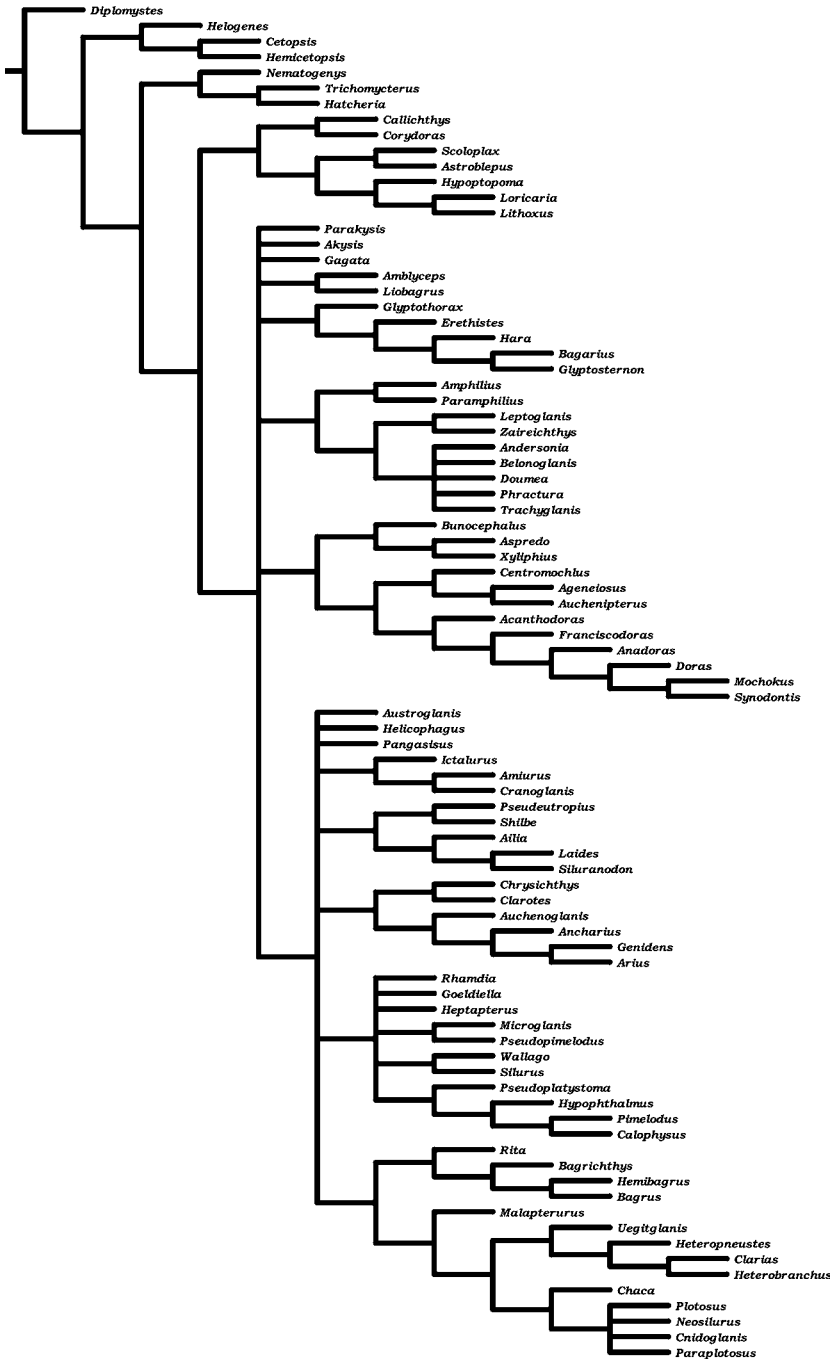 Diplomystes
Helogenes
Cetopsis
Hemicetopsis
Nematogenys
Trichomycterus
Hatcheria
Callichthys
Corydoras
Scoloplax
Astroblepus
Hypoptopoma
Loricaria
Lithoxus
Parakysis
Akysis
Gagata
Amblyceps
Liobagrus
Glyptothorax
Erethistes
Hara
Bagarius
Glyptosternon
Amphilius
Paramphilius
Leptoglanis
Zaireichthys
Andersonia
Belonoglanis
Doumea
Phractura
Trachyglanis
Bunocephalus
Aspredo
Xyliphius
Centromochlus
Ageneiosus
Auchenipterus
Acanthodoras
Franciscodoras
Anadoras
Doras
Mochokus
Synodontis
Austroglanis
Helicophagus
Pangasisus
Ictalurus
Amiurus
Cranoglanis
Pseudeutropius
Shilbe
Ailia
Laides
Siluranodon
Chrysichthys
Clarotes
Auchenoglanis
Ancharius
Genidens
Arius
Rhamdia
Goeldiella
Heptapterus
Microglanis
Pseudopimelodus
Wallago
Silurus
Pseudoplatystoma
Hypophthalmus
Pimelodus
Calophysus
Rita
Bagrichthys
Hemibagrus
Bagrus
Malapterurus
Uegitglanis
Heteropneustes
Clarias
Heterobranchus
Chaca
Plotosus
Neosilurus
Cnidoglanis
Paraplotosus